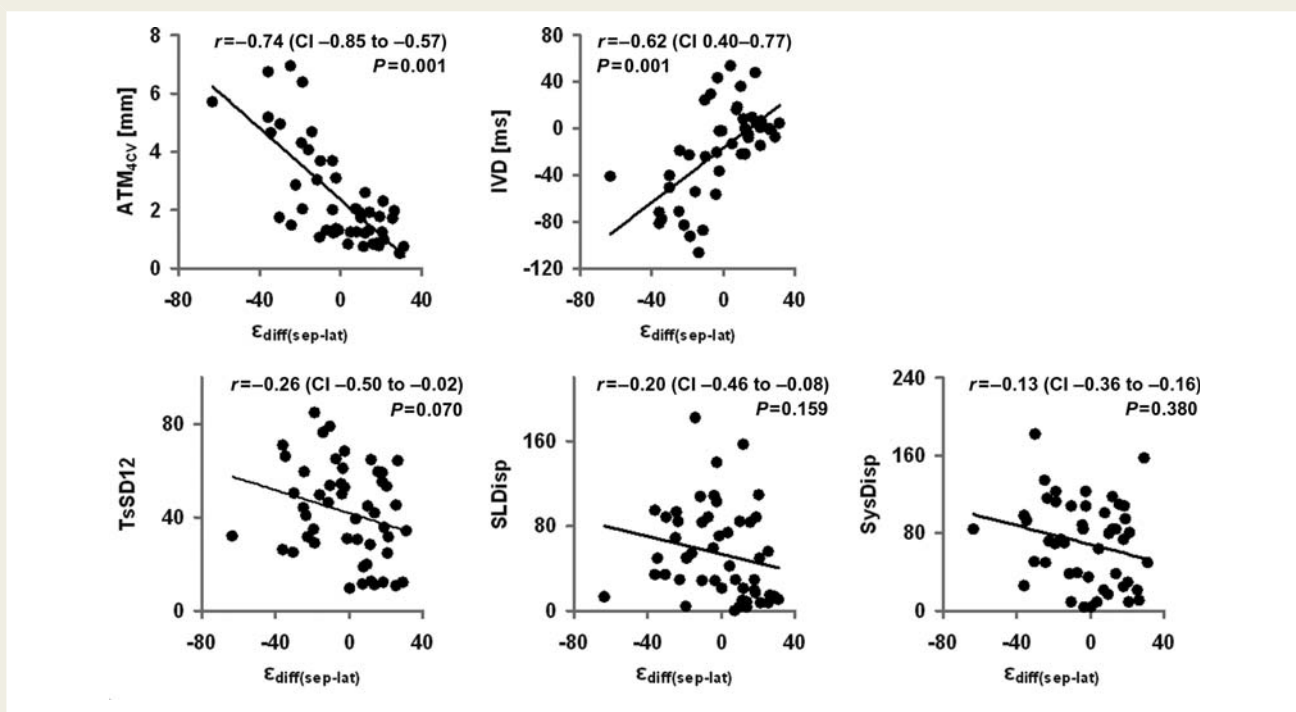 r=–0.74 (CI –0.85 to –0.57)
P=0.001
ATM4CV [mm]
8
6
4
2
0
-80 -40 0 40
εdiff(sep-lat)
r=–0.62 (CI 0.40–0.77)
P=0.001
IVD [ms]
80
40
0
-40
-80
-120
-80 -40 0 40
εdiff(sep-lat)
r=–0.26 (CI –0.50 to –0.02)
P=0.070
TsSD12
80
40
0
-80 -40 0 40
εdiff(sep-lat)
r=–0.20 (CI –0.46 to –0.08)
P=0.159
SLDisp
160
80
0
-80 -40 0 40
εdiff(sep-lat)
r=–0.13 (CI –0.36 to –0.16)
P=0.380
SysDisp
240
160
80
0
-80 -40 0 40
εdiff(sep-lat)